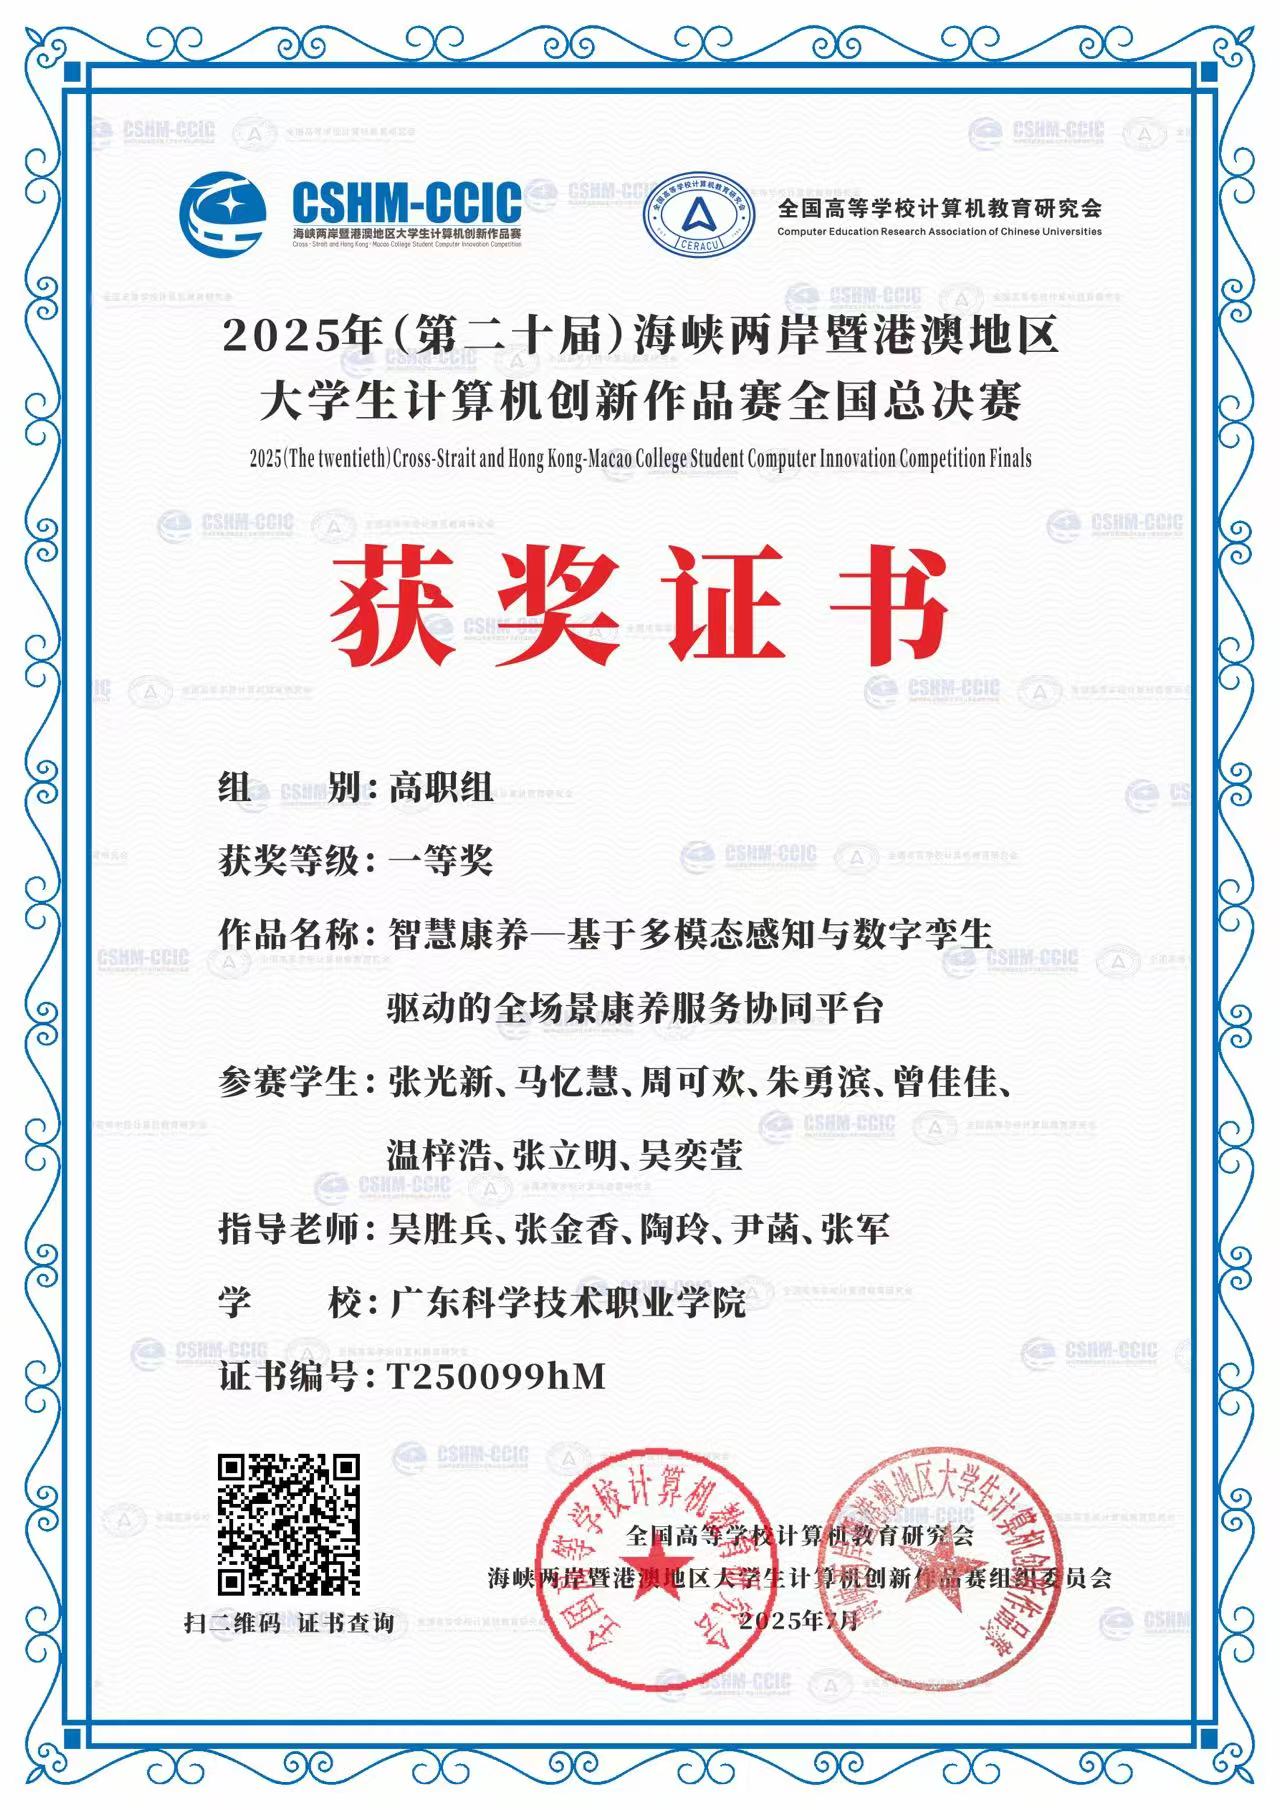 CSHM-CCIC
海峡两岸暨港澳地区大学生计算机创新作品赛
Cross-Strait and Hong Kong-Macao College Student Computer Innovation Competition
全国高等学校计算机教育研究会
CERACU
全国高等学校计算机教育研究会
Computer Education Research Association of Chinese Universities
2025年(第二十届)海峡两岸暨港澳地区
大学生计算机创新作品赛全国总决赛
2025(The twentieth)Cross-Strait and Hong Kong-Macao College Student Computer Innovation Competition Finals
获奖证书
组 别:高职组
获奖等级:一等奖
作品名称:智慧康养—基于多模态感知与数字孪生
驱动的全场景康养服务协同平台
参赛学生:张光新、马忆慧、周可欢、朱勇滨、曾佳佳、
温梓浩、张立明、吴奕萱
指导老师:吴胜兵、张金香、陶玲、尹菡、张军
学 校:广东科学技术职业学院
证书编号:T250099hM
全国高等学校计算机教育研究会
海峡两岸暨港澳地区大学生计算机创新作品赛组织委员会
2025年7月
扫二维码 证书查询
全国高等学校计算机教育研究会
海峡两岸暨港澳地区大学生计算机创新作品赛